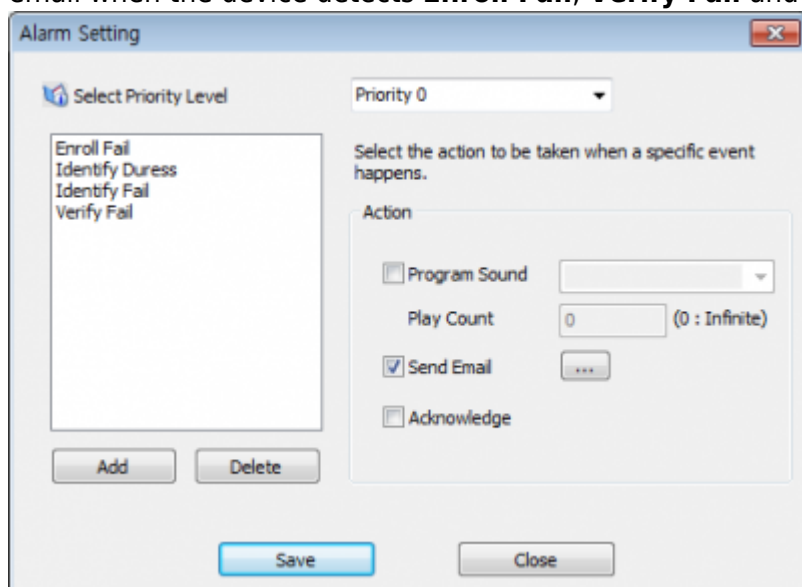 email when the device detects Enroll Fail, Verify Fail and
Alarm Setting
Select Priority Level
Priority 0
Enroll Fail
Identify Duress
Identify Fail
Verify Fail
Select the action to be taken when a specific event
happens.
Action
Program Sound
Play Count
0
(0 : Infinite)
Send Email
...
Acknowledge
Add
Delete
Save
Close